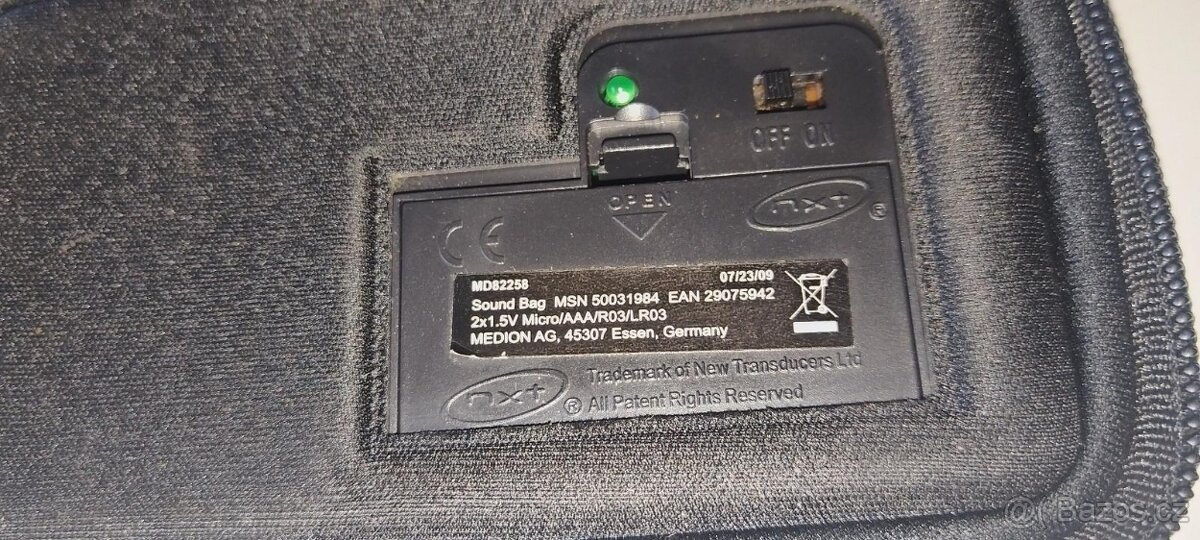 OFF ON
OPEN
nxt ®
CE
MD82258 07/23/09
Sound Bag MSN 50031984 EAN 29075942
2x1.5V Micro/AAA/R03/LR03
MEDION AG, 45307 Essen, Germany
Trademark of New Transducers Ltd
nxt ® All Patent Rights Reserved
Bazos.cz